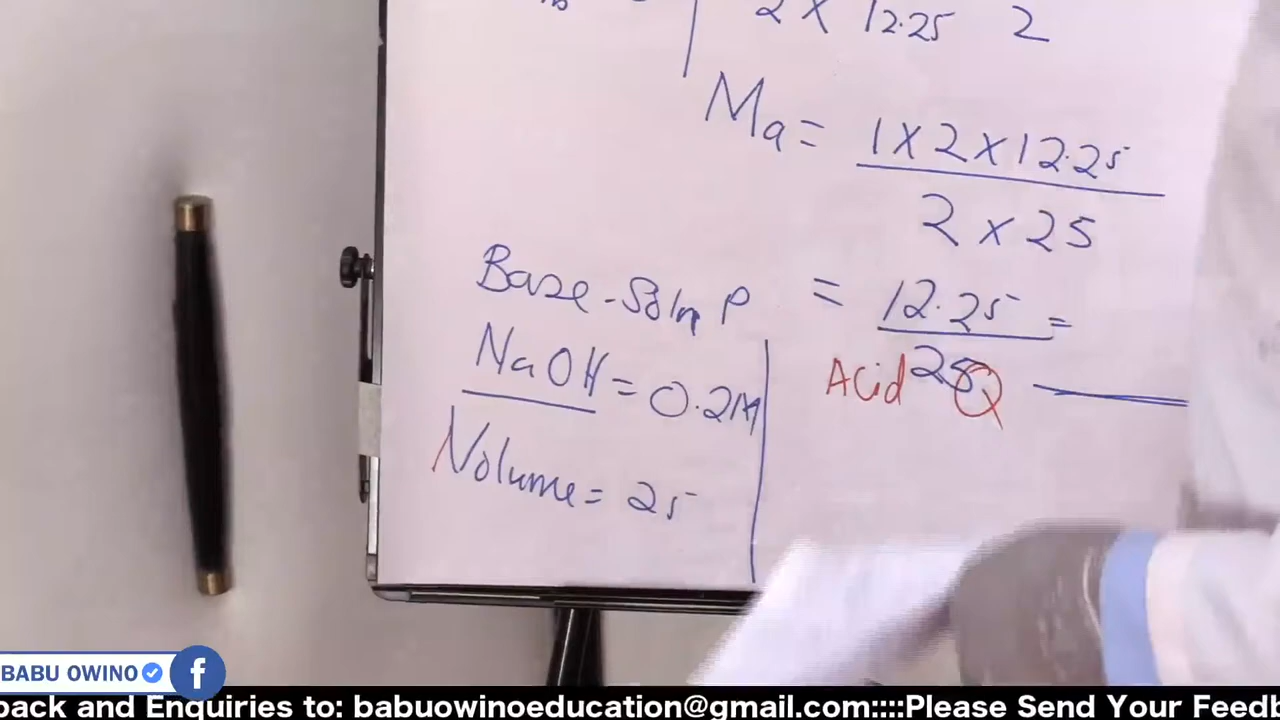 2 X 12.25 2
Ma = 1 X 2 X 12.25
2 X 25
= 12.25 =
25
Base - Soln P
NaOH = 0.2M
Volume = 25
Acid Q
BABU OWINO
f
back and Enquiries to: babuowinoeducation@gmail.com::::Please Send Your Feedb